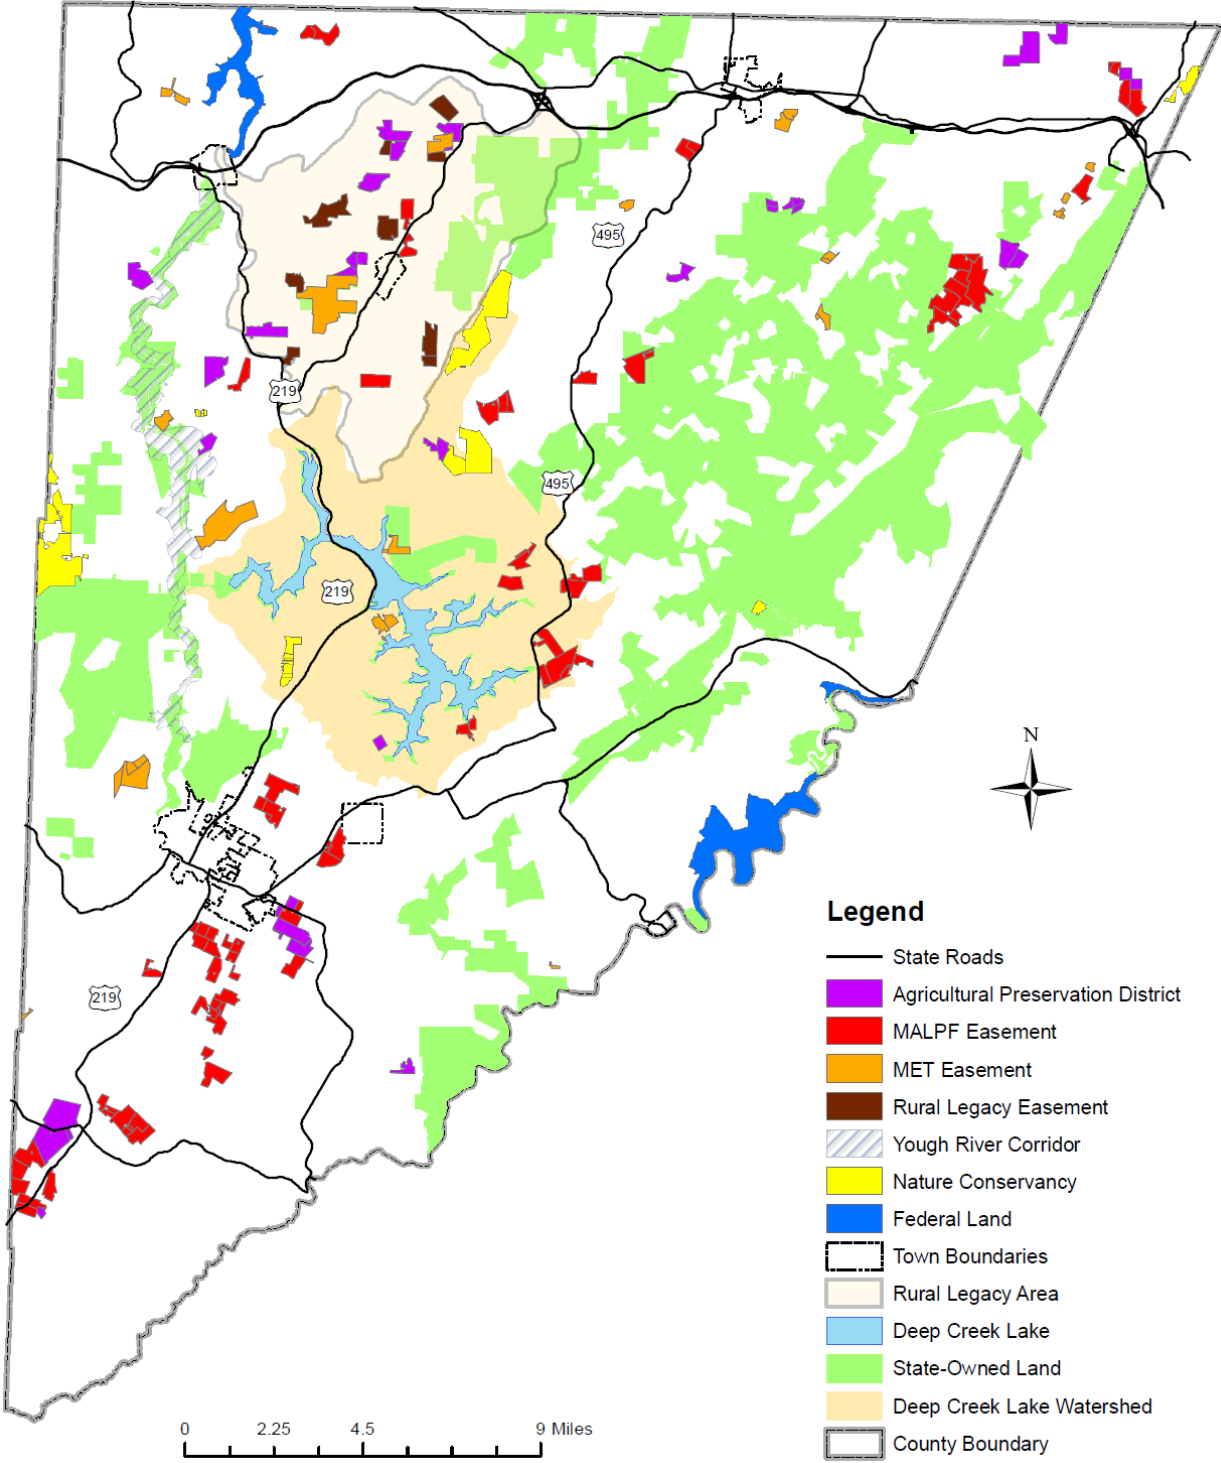 495
219
495
219
N
219
Legend
State Roads
Agricultural Preservation District
MALPF Easement
MET Easement
Rural Legacy Easement
Yough River Corridor
Nature Conservancy
Federal Land
Town Boundaries
Rural Legacy Area
Deep Creek Lake
State-Owned Land
Deep Creek Lake Watershed
County Boundary
0 2.25 4.5 9 Miles